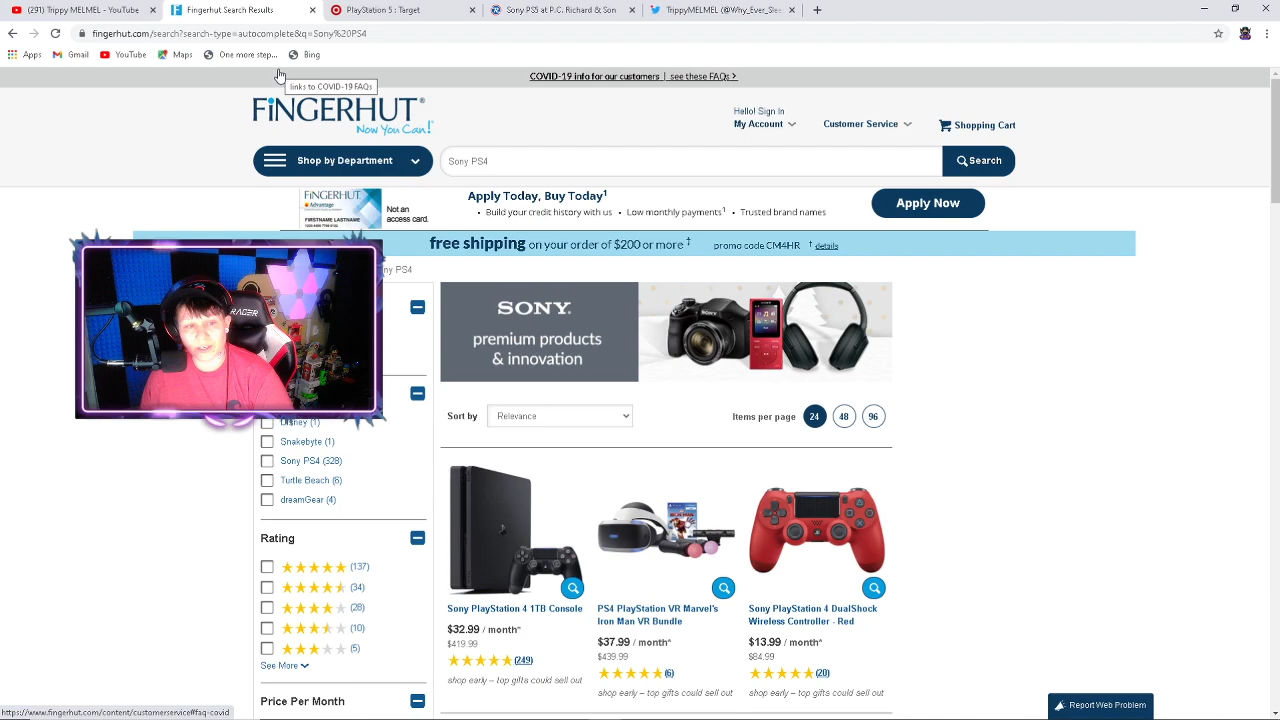 (291) TrippyMELMEL - YouTube
Fingerhut Search Results
PlayStation 5 : Target
Sony PS5 at P.C. Richard & Son
TrippyMELMEL (@Why_Ever_Sie
fingerhut.com/search?search-type=autocomplete&q=Sony%20PS4
Apps
Gmail
YouTube
Maps
One more step...
Bing
COVID-19 info for our customers | see these FAQs >
links to COVID-19 FAQs
FINGERHUT®
Now You Can!®
Hello! Sign In
My Account
Customer Service
Shopping Cart
Shop by Department
Sony PS4
Search
FINGERHUT
Advantage
FIRSTNAME LASTNAME
Not an
access card.
Apply Today, Buy Today¹
• Build your credit history with us • Low monthly payments¹ • Trusted brand names
Apply Now
free shipping on your order of $200 or more ‡ promo code CM4HR ‡ details
ny PS4
SONY.
premium products
& innovation
Sort by
Relevance
Items per page
24
48
96
Disney (1)
Snakebyte (1)
Sony PS4 (328)
Turtle Beach (6)
dreamGear (4)
Rating
(137)
(34)
(28)
(10)
(5)
See More
Price Per Month
RACER
Sony PlayStation 4 1TB Console
$32.99 / month*
$419.99
(249)
shop early – top gifts could sell out
PS4 PlayStation VR Marvel's
Iron Man VR Bundle
$37.99 / month*
$439.99
(6)
shop early – top gifts could sell out
Sony PlayStation 4 DualShock
Wireless Controller - Red
$13.99 / month*
$84.99
(20)
shop early – top gifts could sell out
Report Web Problem
https://www.fingerhut.com/content/customerservice#faq=covid